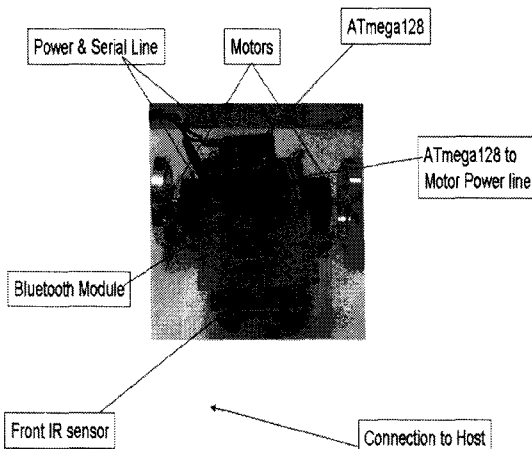 ATmega128
Power & Serial Line
Motors
ATmega128 to
Motor Power line
Bluetooth Module
Front IR sensor
Connection to Host